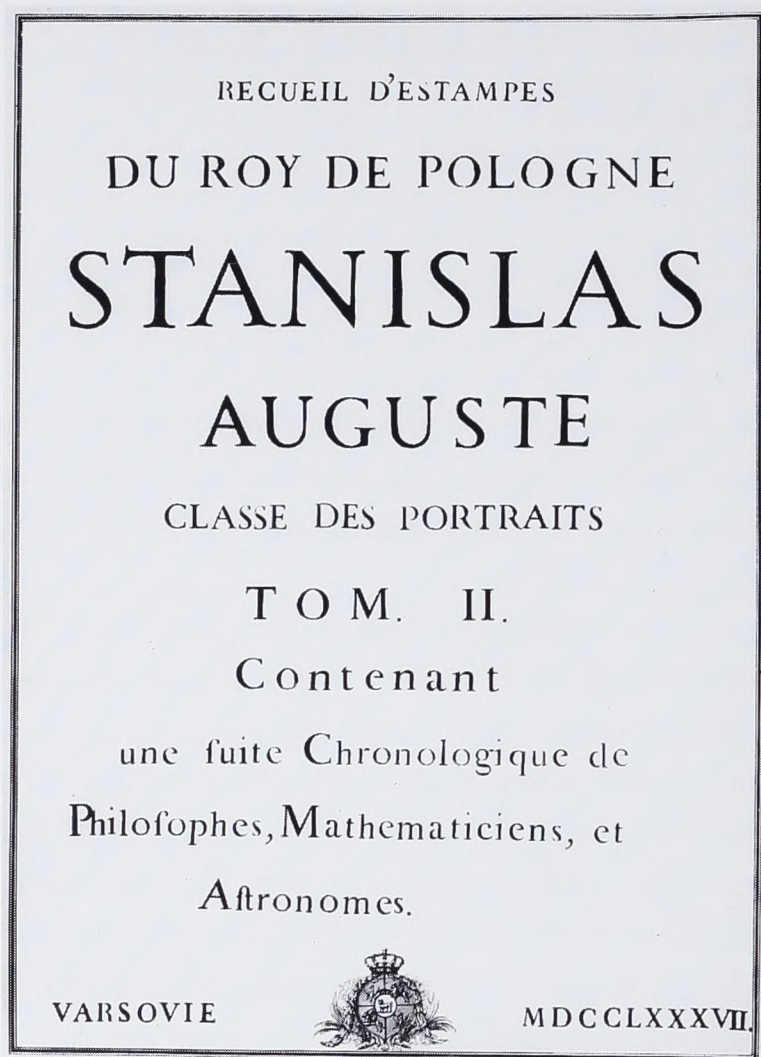 RECUEIL D'ESTAMPES
DU ROY DE POLOGNE
STANISLAS
AUGUSTE
CLASSE DES PORTRAITS
TOM. II.
Contenant
une ſuite Chronologique de
Philoſophes, Mathematiciens, et
Aſtronomes.
VARSOVIE MDCCLXXXVII.